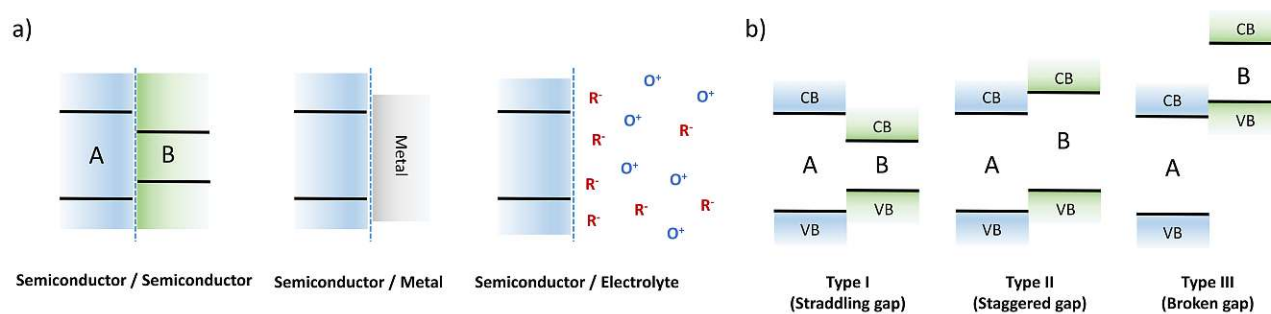 a)
A
B
Semiconductor / Semiconductor
Metal
Semiconductor / Metal
R⁻
O⁺
O⁺
R⁻
O⁺
R⁻
O⁺
O⁺
R⁻
R⁻
R⁻
R⁻
O⁺
Semiconductor / Electrolyte
b)
CB
CB
A
B
VB
VB
Type I
(Straddling gap)
CB
CB
B
A
VB
VB
Type II
(Staggered gap)
CB
CB
B
VB
A
VB
Type III
(Broken gap)